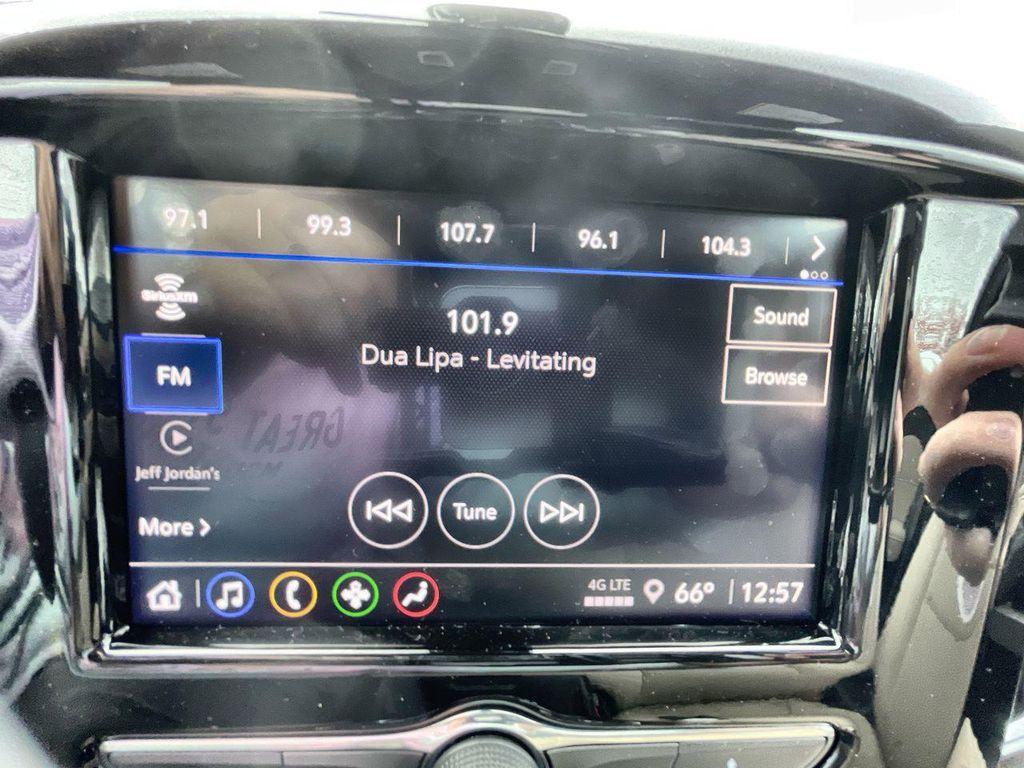 97.1 99.3 107.7 96.1 104.3
SiriusXM
101.9
Dua Lipa - Levitating
Sound
FM
Browse
GREAT
Jeff Jordan's
More
Tune
4G LTE
66° 12:57